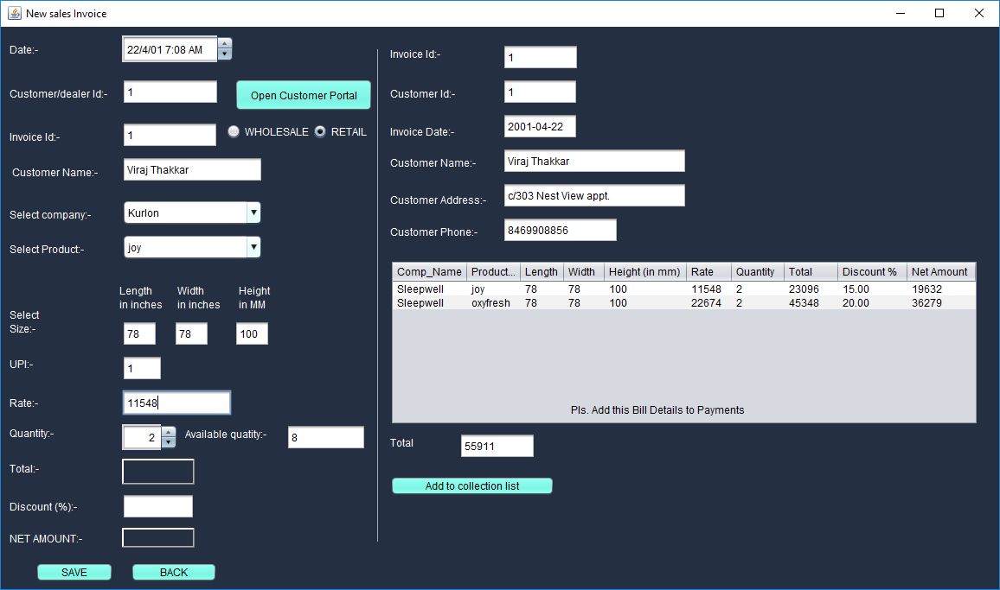 New sales Invoice
Date:-
22/4/01 7:08 AM
Customer/dealer Id:-
1
Open Customer Portal
Invoice Id:-
1
WHOLESALE
RETAIL
Customer Name:-
Viraj Thakkar
Select company:-
Kurlon
Select Product:-
joy
Length
in inches
Width
in inches
Height
in MM
Select
Size:-
78
78
100
UPI:-
1
Rate:-
11548
Quantity:-
2
Available quatity:-
8
Total:-
Discount (%):-
NET AMOUNT:-
SAVE
BACK
Invoice Id:-
1
Customer Id:-
1
Invoice Date:-
2001-04-22
Customer Name:-
Viraj Thakkar
Customer Address:-
c/303 Nest View appt.
Customer Phone:-
8469908856
Comp_Name Product... Length Width Height (in mm) Rate Quantity Total Discount % Net Amount
Sleepwell joy 78 78 100 11548 2 23096 15.00 19632
Sleepwell oxyfresh 78 78 100 22674 2 45348 20.00 36279
Pls. Add this Bill Details to Payments
Total
55911
Add to collection list